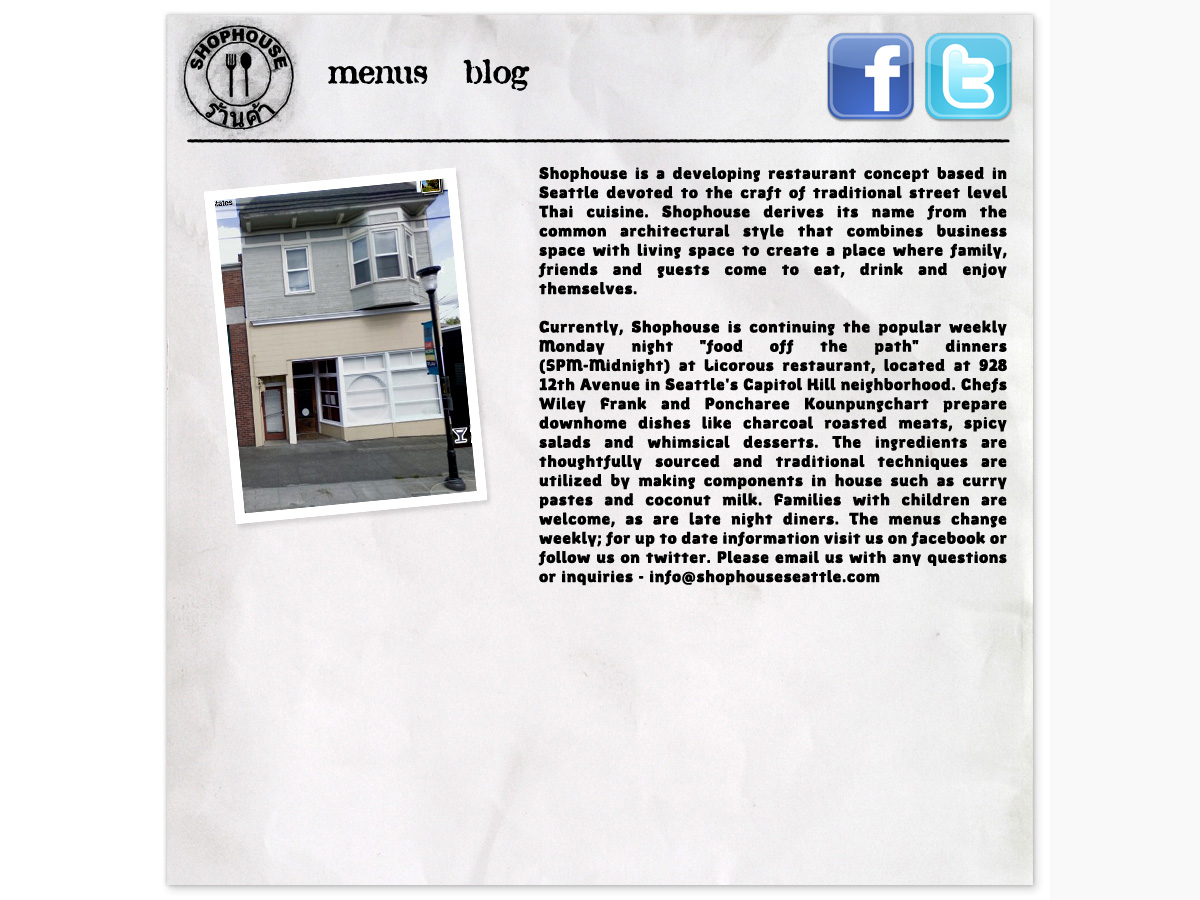 SHOPHOUSE
ร้านค้า
menus blog
Shophouse is a developing restaurant concept based in
Seattle devoted to the craft of traditional street level
Thai cuisine. Shophouse derives its name from the
common architectural style that combines business
space with living space to create a place where family,
friends and guests come to eat, drink and enjoy
themselves.
Currently, Shophouse is continuing the popular weekly
Monday night "food off the path" dinners
(5PM-Midnight) at Licorous restaurant, located at 928
12th Avenue in Seattle's Capitol Hill neighborhood. Chefs
Wiley Frank and Poncharee Kounpungchart prepare
downhome dishes like charcoal roasted meats, spicy
salads and whimsical desserts. The ingredients are
thoughtfully sourced and traditional techniques are
utilized by making components in house such as curry
pastes and coconut milk. Families with children are
welcome, as are late night diners. The menus change
weekly; for up to date information visit us on facebook or
follow us on twitter. Please email us with any questions
or inquiries - info@shophouseseattle.com